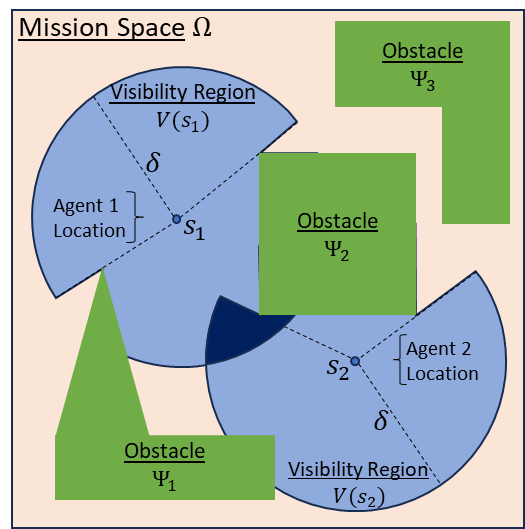 Mission Space Ω
Obstacle
Ψ₃
Visibility Region
V(s₁)
δ
Agent 1
Location
s₁
Obstacle
Ψ₂
s₂
Agent 2
Location
δ
Obstacle
Ψ₁
Visibility Region
V(s₂)